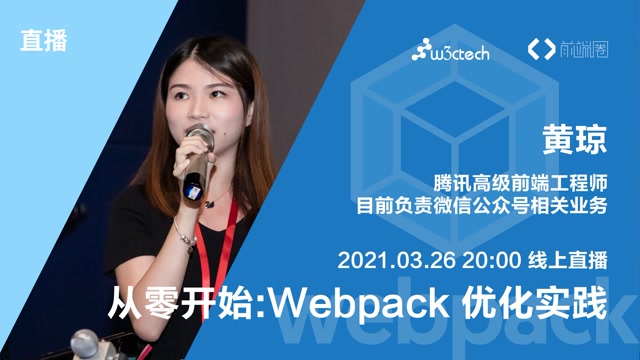 直播
w3ctech
前端圈
黄琼
腾讯高级前端工程师
目前负责微信公众号相关业务
2021.03.26 20:00 线上直播
从零开始:Webpack 优化实践
webpack